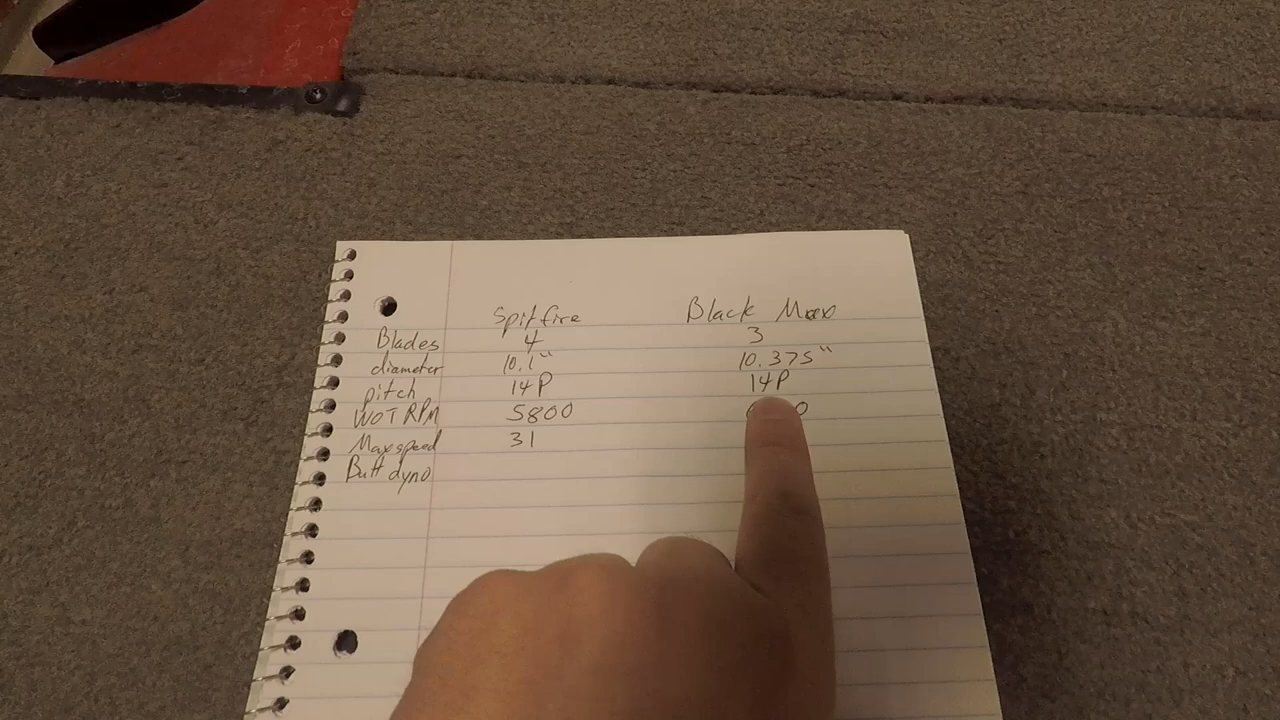 Spitfire Black Max
Blades 4 3
diameter 10.1" 10.375"
pitch 14P 14P
WOT RPM 5800
Max speed 31
Butt dyno